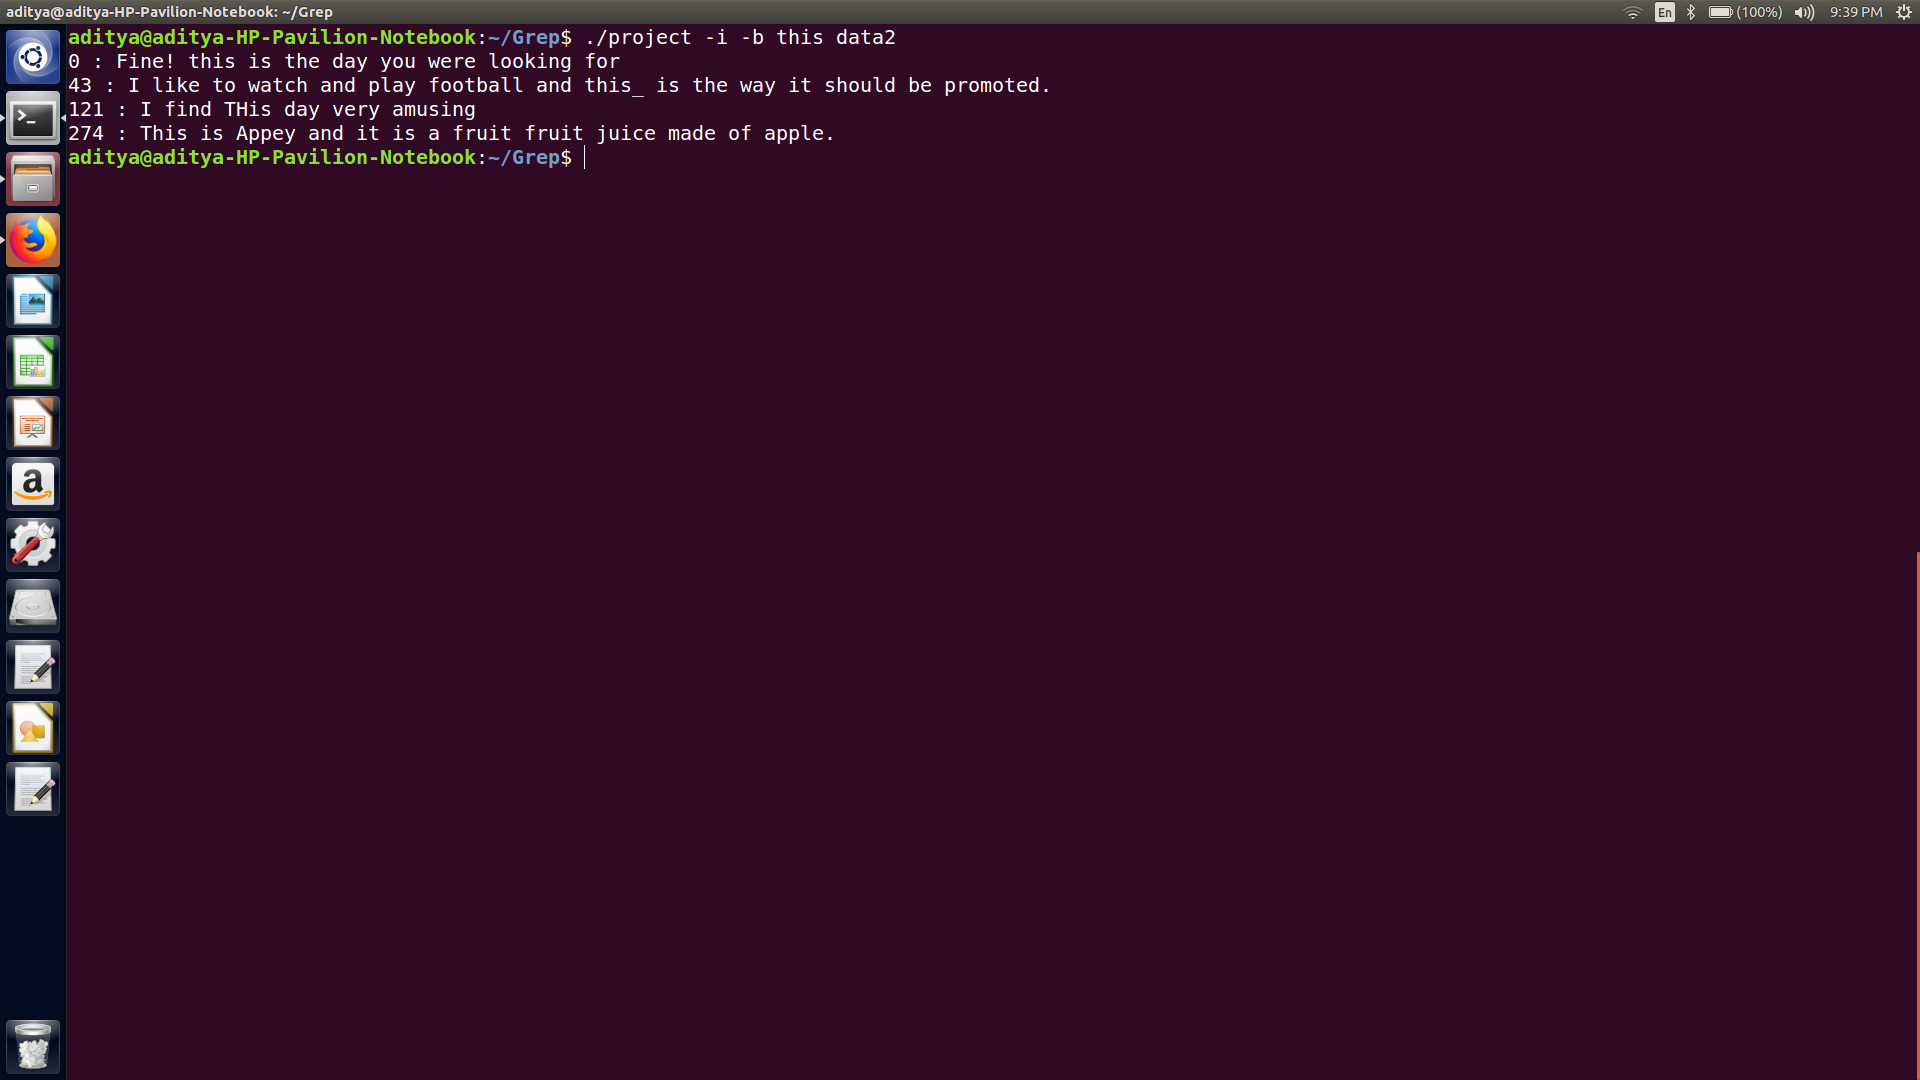 aditya@aditya-HP-Pavilion-Notebook: ~/Grep
En (100%) 9:39 PM
aditya@aditya-HP-Pavilion-Notebook:~/Grep$ ./project -i -b this data2
0 : Fine! this is the day you were looking for
43 : I like to watch and play football and this_ is the way it should be promoted.
121 : I find THis day very amusing
274 : This is Appey and it is a fruit fruit juice made of apple.
aditya@aditya-HP-Pavilion-Notebook:~/Grep$